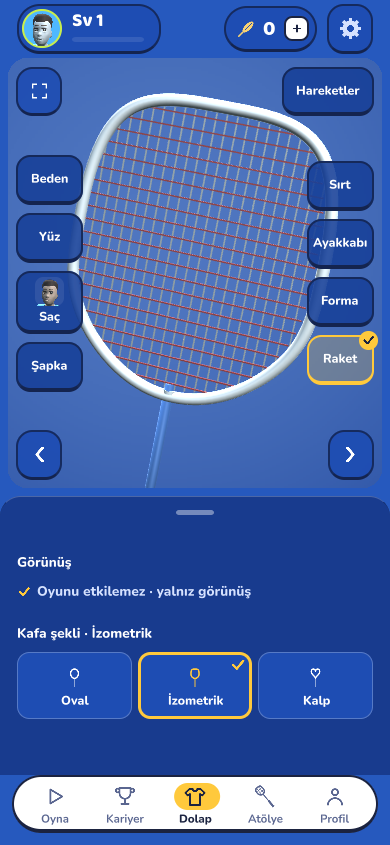 Sv 1
0
+
Hareketler
Beden
Sırt
Yüz
Ayakkabı
Saç
Forma
Şapka
Raket
Görünüş
Oyunu etkilemez · yalnız görünüş
Kafa şekli · İzometrik
Oval
İzometrik
Kalp
Oyna
Kariyer
Dolap
Atölye
Profil